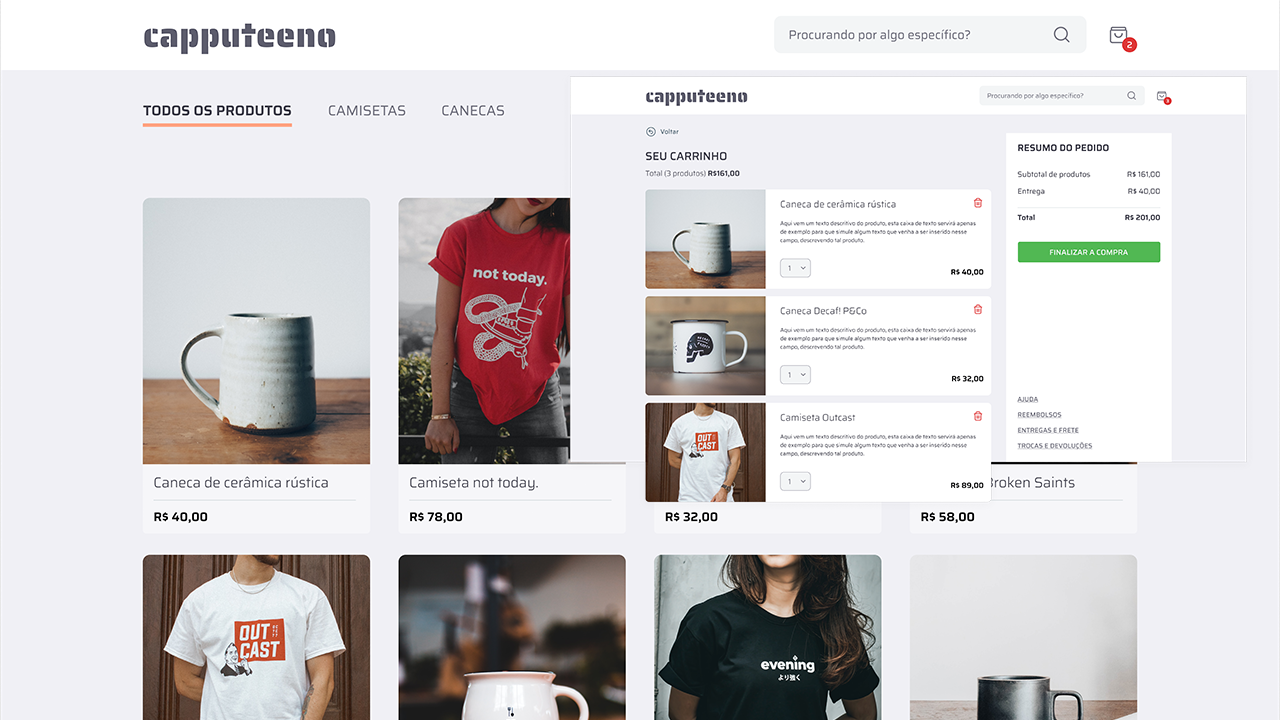 capputeeno
Procurando por algo específico?
2
TODOS OS PRODUTOS
CAMISETAS
CANECAS
not today.
Caneca de cerâmica rústica
R$ 40,00
Camiseta not today.
R$ 78,00
R$ 32,00
Broken Saints
R$ 58,00
OUT
CAST
evening
より強く
capputeeno
Procurando por algo específico?
3
Voltar
SEU CARRINHO
Total (3 produtos) R$161,00
Caneca de cerâmica rústica
Aqui vem um texto descritivo do produto, esta caixa de texto servirá apenas
de exemplo para que simule algum texto que venha a ser inserido nesse
campo, descrevendo tal produto.
1
R$ 40,00
Caneca Decaf! P&Co
Aqui vem um texto descritivo do produto, esta caixa de texto servirá apenas
de exemplo para que simule algum texto que venha a ser inserido nesse
campo, descrevendo tal produto.
1
R$ 32,00
OUT
CAST
Camiseta Outcast
Aqui vem um texto descritivo do produto, esta caixa de texto servirá apenas
de exemplo para que simule algum texto que venha a ser inserido nesse
campo, descrevendo tal produto.
1
R$ 89,00
RESUMO DO PEDIDO
Subtotal de produtos R$ 161,00
Entrega R$ 40,00
Total R$ 201,00
FINALIZAR A COMPRA
AJUDA
REEMBOLSOS
ENTREGAS E FRETE
TROCAS E DEVOLUÇÕES